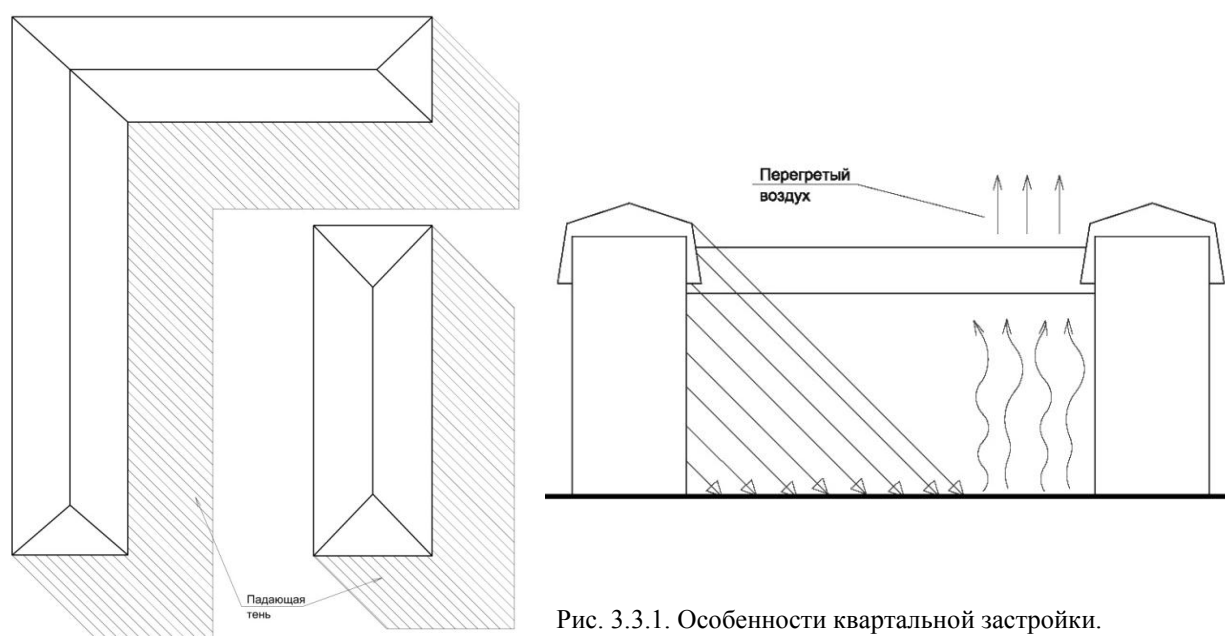 Перегретый
воздух
Падающая
тень
Рис. 3.3.1. Особенности квартальной застройки.